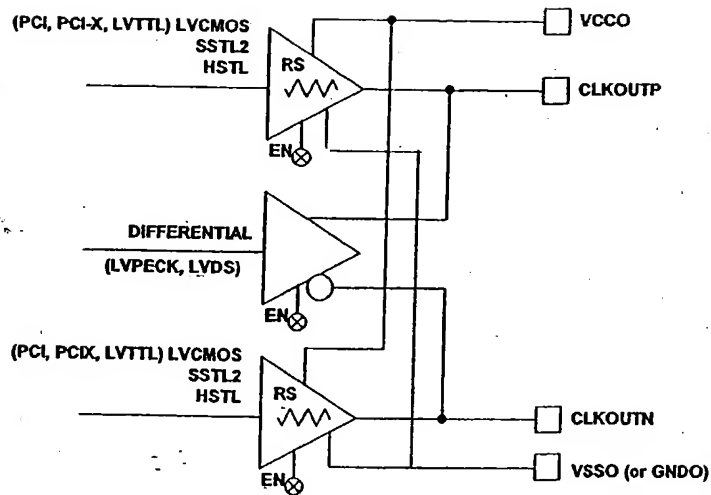 (PCI, PCI-X, LVTTL) LVCMOS
SSTL2
HSTL
RS
EN
VCCO
CLKOUTP
DIFFERENTIAL
(LVPECK, LVDS)
EN
(PCI, PCIX, LVTTL) LVCMOS
SSTL2
HSTL
RS
EN
CLKOUTN
VSSO (or GNDO)